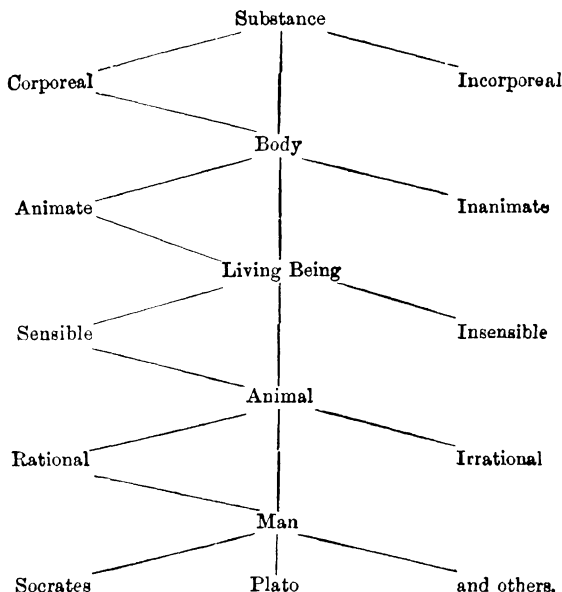 Substance
Corporeal Incorporeal
Body
Animate Inanimate
Living Being
Sensible Insensible
Animal
Rational Irrational
Man
Socrates Plato and others.